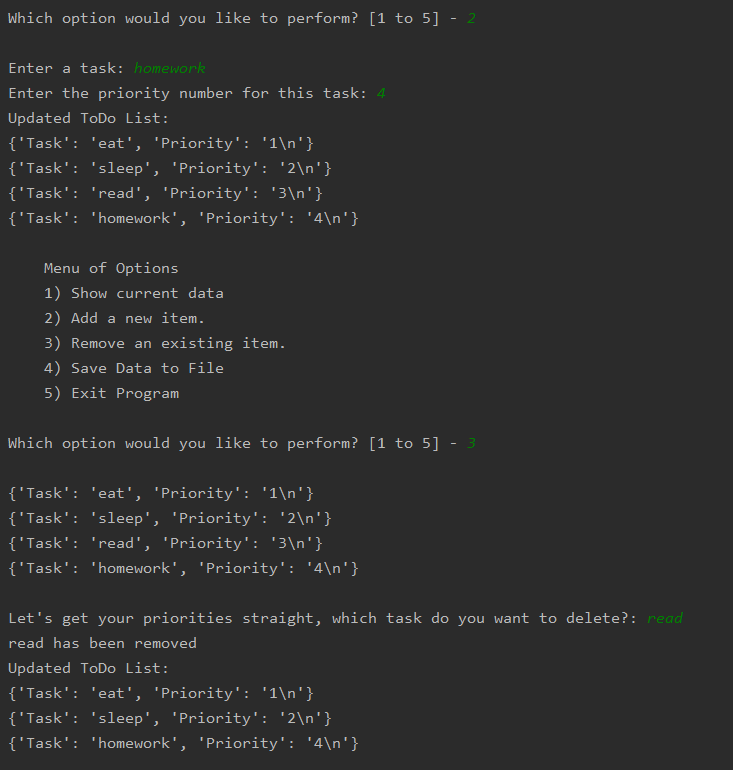 Which option would you like to perform? [1 to 5] - 2
Enter a task: homework
Enter the priority number for this task: 4
Updated ToDo List:
{'Task': 'eat', 'Priority': '1\n'}
{'Task': 'sleep', 'Priority': '2\n'}
{'Task': 'read', 'Priority': '3\n'}
{'Task': 'homework', 'Priority': '4\n'}
Menu of Options
1) Show current data
2) Add a new item.
3) Remove an existing item.
4) Save Data to File
5) Exit Program
Which option would you like to perform? [1 to 5] - 3
{'Task': 'eat', 'Priority': '1\n'}
{'Task': 'sleep', 'Priority': '2\n'}
{'Task': 'read', 'Priority': '3\n'}
{'Task': 'homework', 'Priority': '4\n'}
Let's get your priorities straight, which task do you want to delete?: read
read has been removed
Updated ToDo List:
{'Task': 'eat', 'Priority': '1\n'}
{'Task': 'sleep', 'Priority': '2\n'}
{'Task': 'homework', 'Priority': '4\n'}